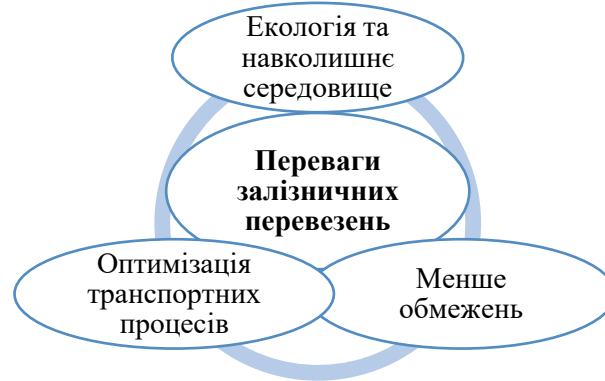 Екологія та
навколишнє
середовище
Переваги
залізничних
перевезень
Оптимізація
транспортних
процесів
Менше
обмежень